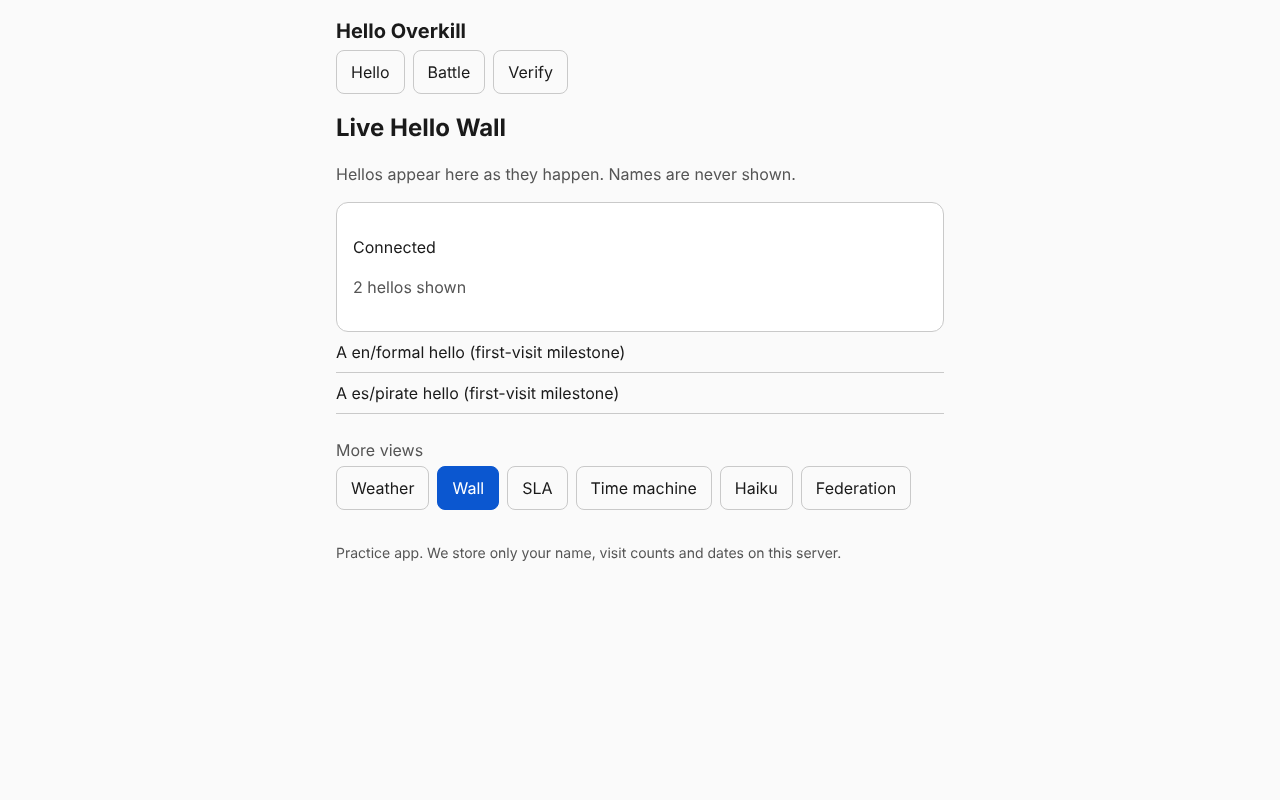 Hello Overkill
Hello Battle Verify
Live Hello Wall
Hellos appear here as they happen. Names are never shown.
Connected
2 hellos shown
A en/formal hello (first-visit milestone)
A es/pirate hello (first-visit milestone)
More views
Weather Wall SLA Time machine Haiku Federation
Practice app. We store only your name, visit counts and dates on this server.